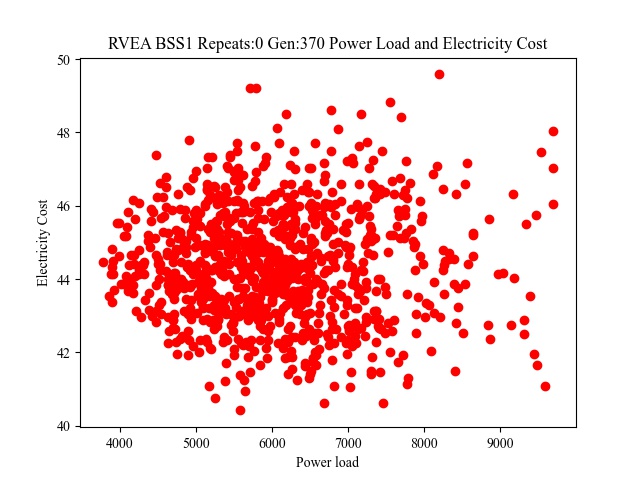 RVEA BSS1 Repeats:0 Gen:370 Power Load and Electricity Cost
50
48
46
44
42
40
Electricity Cost
4000 5000 6000 7000 8000 9000
Power load